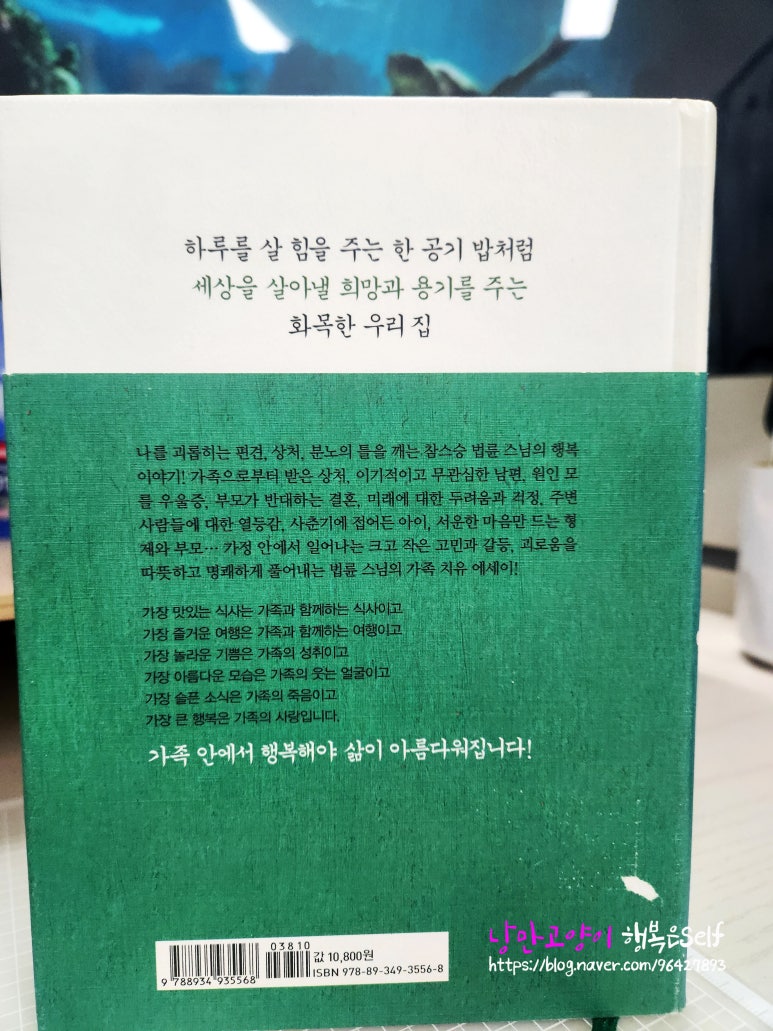 하루를 살 힘을 주는 한 공기 밥처럼
세상을 살아낼 희망과 용기를 주는
화목한 우리 집
나를 괴롭히는 편견, 상처, 분노의 틀을 깨는 참스승 법륜 스님의 행복
이야기! 가족으로부터 받은 상처, 이기적이고 무관심한 남편, 원인 모
를 우울증, 부모가 반대하는 결혼, 미래에 대한 두려움과 걱정, 주변
사람들에 대한 열등감, 사춘기에 접어든 아이, 서운한 마음만 드는 형
제와 부모… 가정 안에서 일어나는 크고 작은 고민과 갈등, 괴로움을
따뜻하고 명쾌하게 풀어내는 법륜 스님의 가족 치유 에세이!
가장 맛있는 식사는 가족과 함께하는 식사이고
가장 즐거운 여행은 가족과 함께하는 여행이고
가장 놀라운 기쁨은 가족의 성취이고
가장 아름다운 모습은 가족의 웃는 얼굴이고
가장 슬픈 소식은 가족의 죽음이고
가장 큰 행복은 가족의 사랑입니다.
가족 안에서 행복해야 삶이 아름다워집니다!
03810
9 788934 935568
값 10,800원
ISBN 978-89-349-3556-8
낭만고양이 행복은Self
https://blog.naver.com/96427893